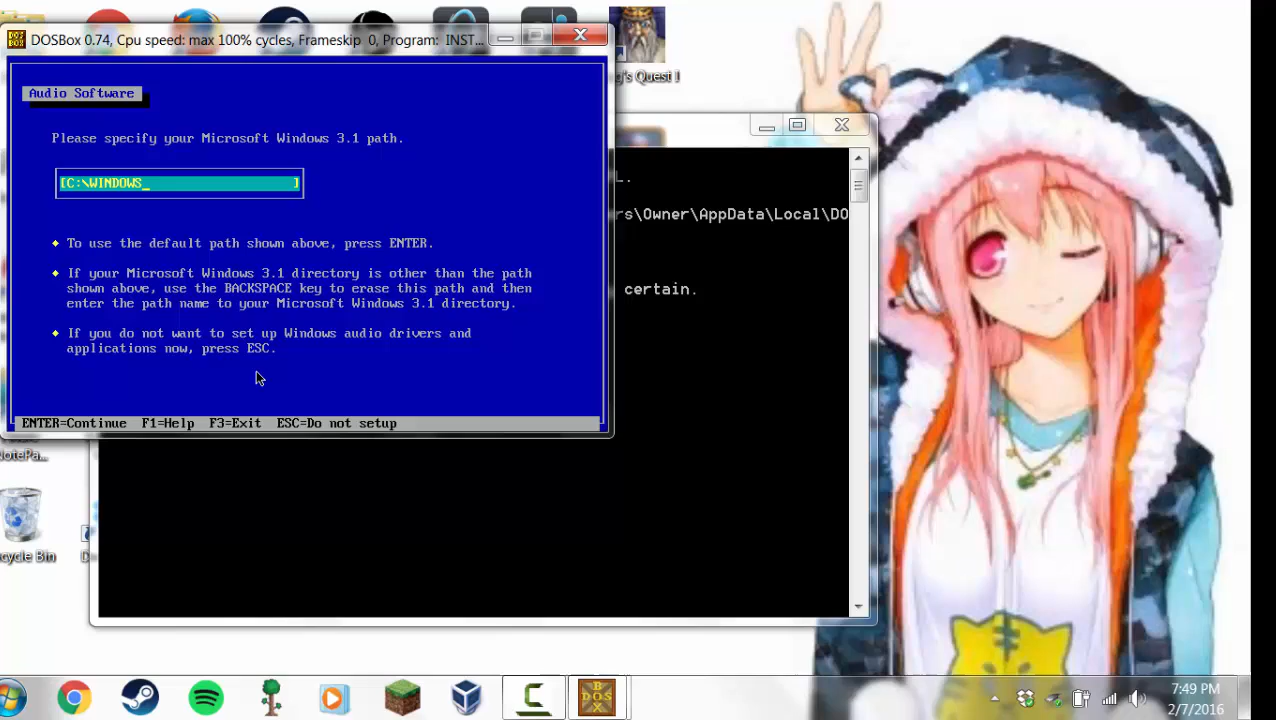 g's Quest I
DOSBox 0.74, Cpu speed: max 100% cycles, Frameskip 0, Program: INST...
Audio Software
Please specify your Microsoft Windows 3.1 path.
[C:\WINDOWS_ ]
To use the default path shown above, press ENTER.
If your Microsoft Windows 3.1 directory is other than the path
shown above, use the BACKSPACE key to erase this path and then
enter the path name to your Microsoft Windows 3.1 directory.
If you do not want to set up Windows audio drivers and
applications now, press ESC.
ENTER=Continue F1=Help F3=Exit ESC=Do not setup
L.
rs\Owner\AppData\Local\DO
certain.
NotePa...
ecycle Bin
D
7:49 PM
2/7/2016